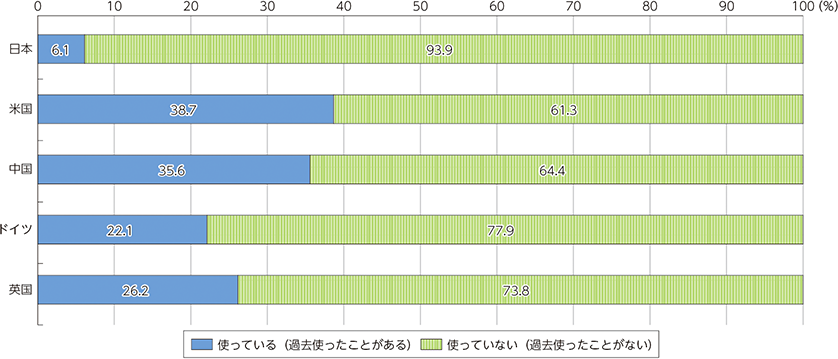 0 10 20 30 40 50 60 70 80 90 100 (%)
日本 6.1 93.9
米国 38.7 61.3
中国 35.6 64.4
ドイツ 22.1 77.9
英国 26.2 73.8
使っている（過去使ったことがある） 使っていない（過去使ったことがない）